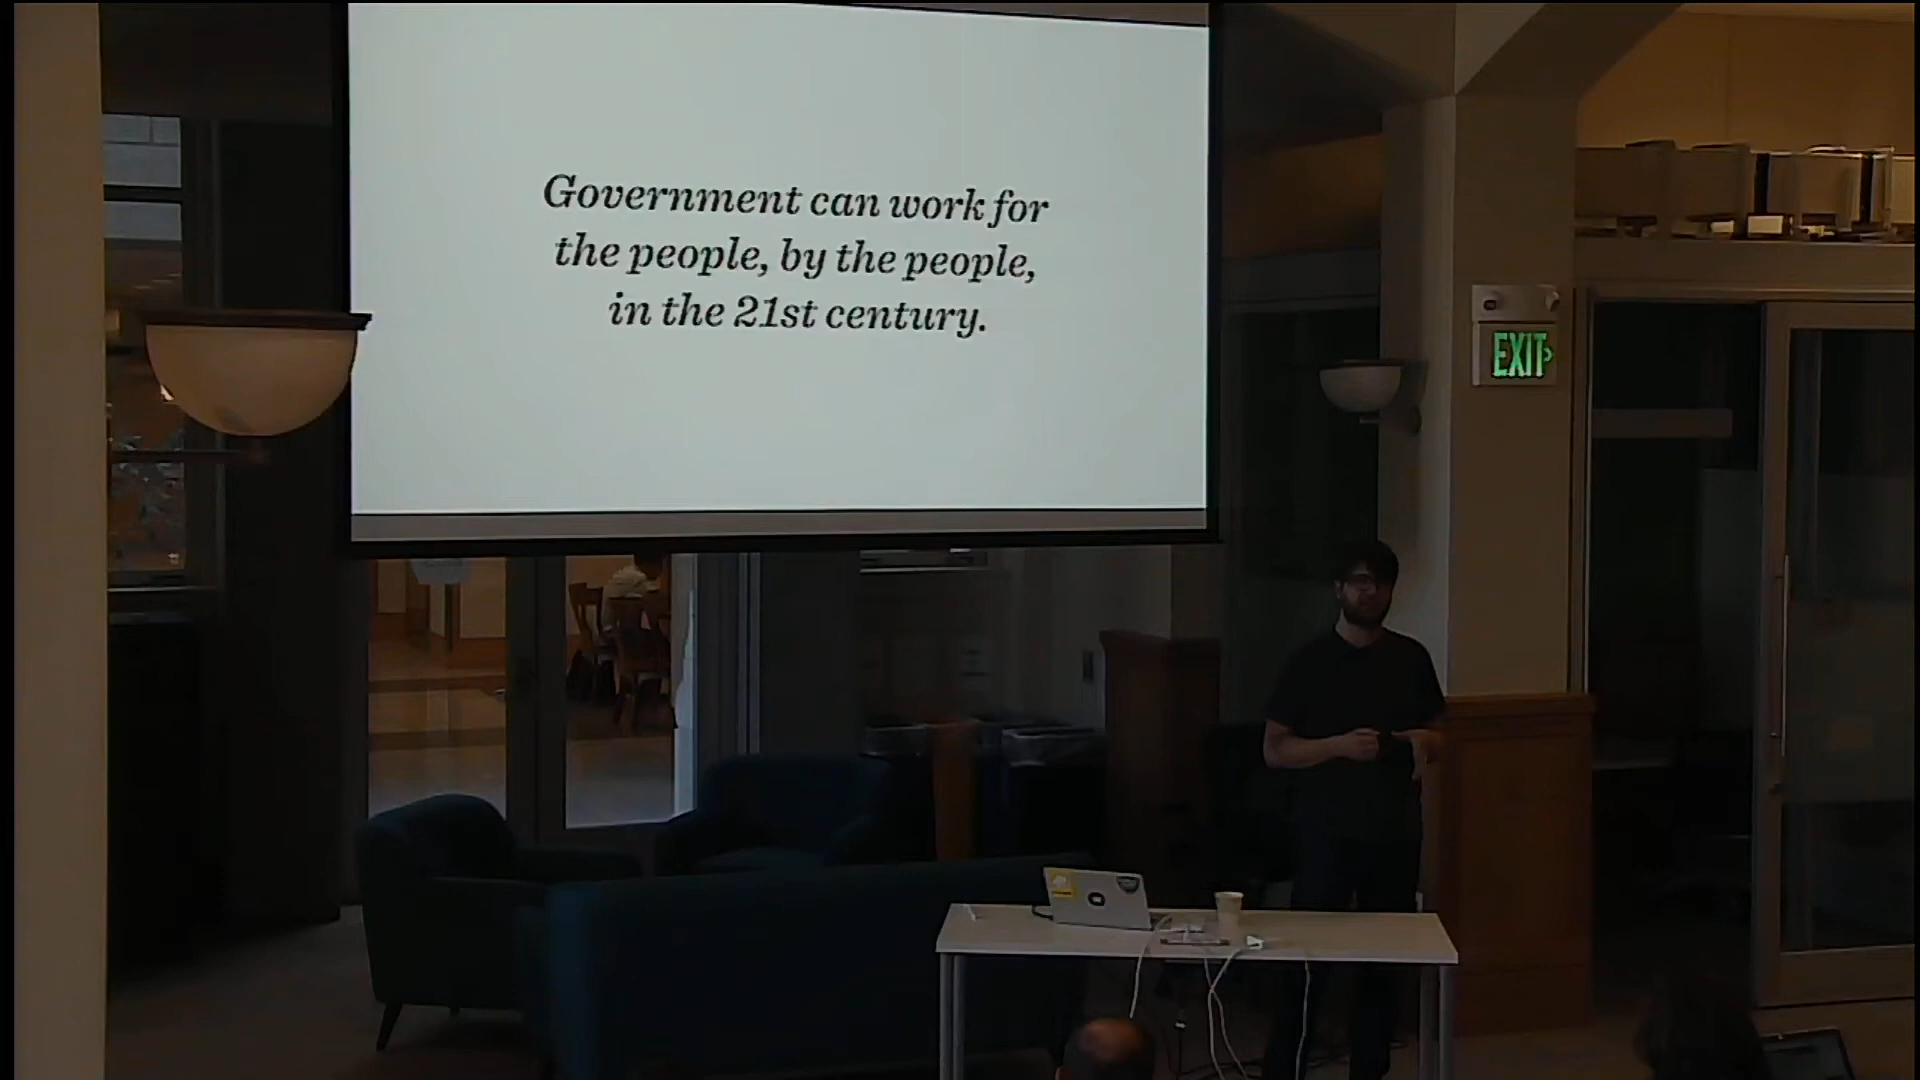 Government can work for
the people, by the people,
in the 21st century.
EXIT